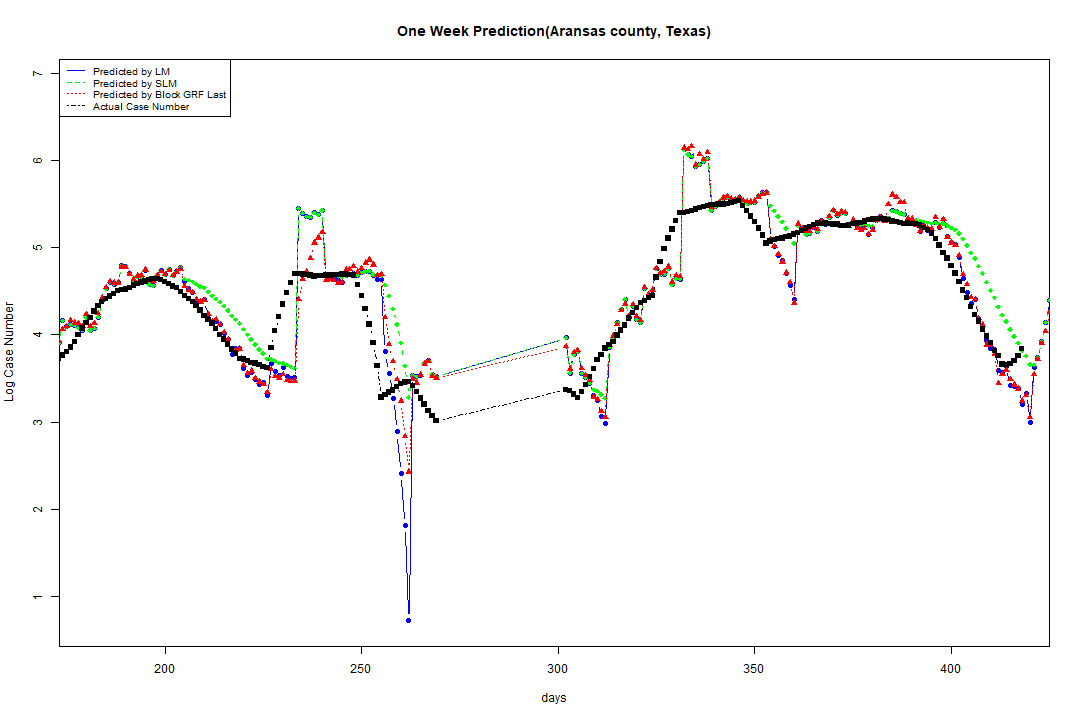 One Week Prediction(Aransas county, Texas)
Predicted by LM
Predicted by SLM
Predicted by Block GRF Last
Actual Case Number
Log Case Number
7
6
5
4
3
2
1
200 250 300 350 400
days